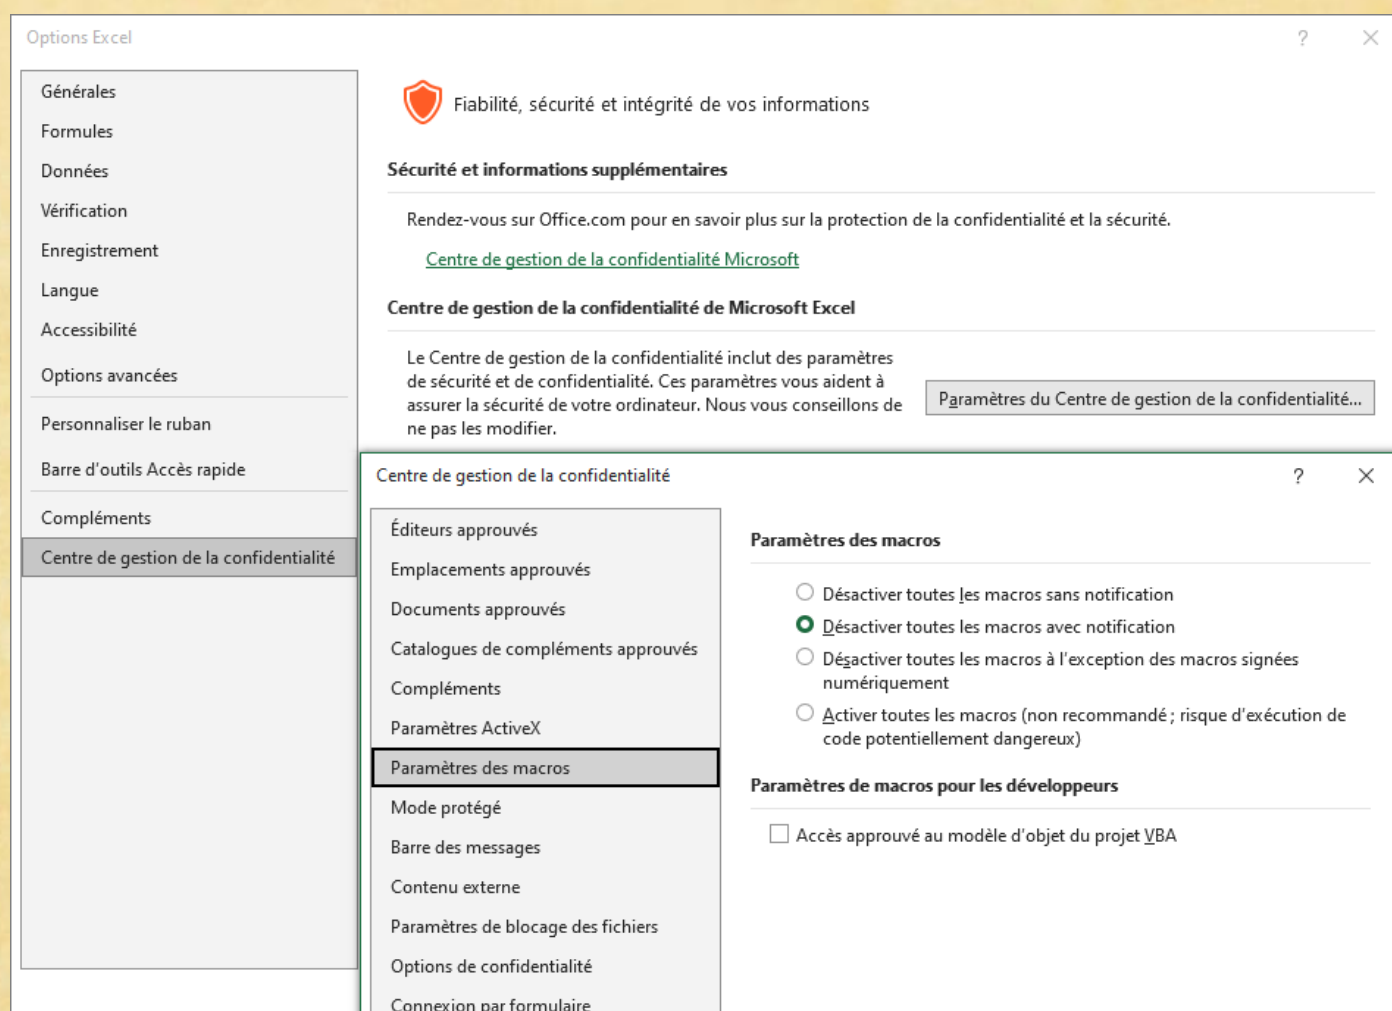 Options Excel
?
Générales
Formules
Données
Vérification
Enregistrement
Langue
Accessibilité
Options avancées
Personnaliser le ruban
Barre d'outils Accès rapide
Compléments
Centre de gestion de la confidentialité
Fiabilité, sécurité et intégrité de vos informations
Sécurité et informations supplémentaires
Rendez-vous sur Office.com pour en savoir plus sur la protection de la confidentialité et la sécurité.
Centre de gestion de la confidentialité Microsoft
Centre de gestion de la confidentialité de Microsoft Excel
Le Centre de gestion de la confidentialité inclut des paramètres
de sécurité et de confidentialité. Ces paramètres vous aident à
assurer la sécurité de votre ordinateur. Nous vous conseillons de
ne pas les modifier.
Paramètres du Centre de gestion de la confidentialité...
Centre de gestion de la confidentialité
?
Éditeurs approuvés
Emplacements approuvés
Documents approuvés
Catalogues de compléments approuvés
Compléments
Paramètres ActiveX
Paramètres des macros
Mode protégé
Barre des messages
Contenu externe
Paramètres de blocage des fichiers
Options de confidentialité
Connexion par formulaire
Paramètres des macros
Désactiver toutes les macros sans notification
Désactiver toutes les macros avec notification
Désactiver toutes les macros à l'exception des macros signées
numériquement
Activer toutes les macros (non recommandé ; risque d'exécution de
code potentiellement dangereux)
Paramètres de macros pour les développeurs
Accès approuvé au modèle d'objet du projet VBA